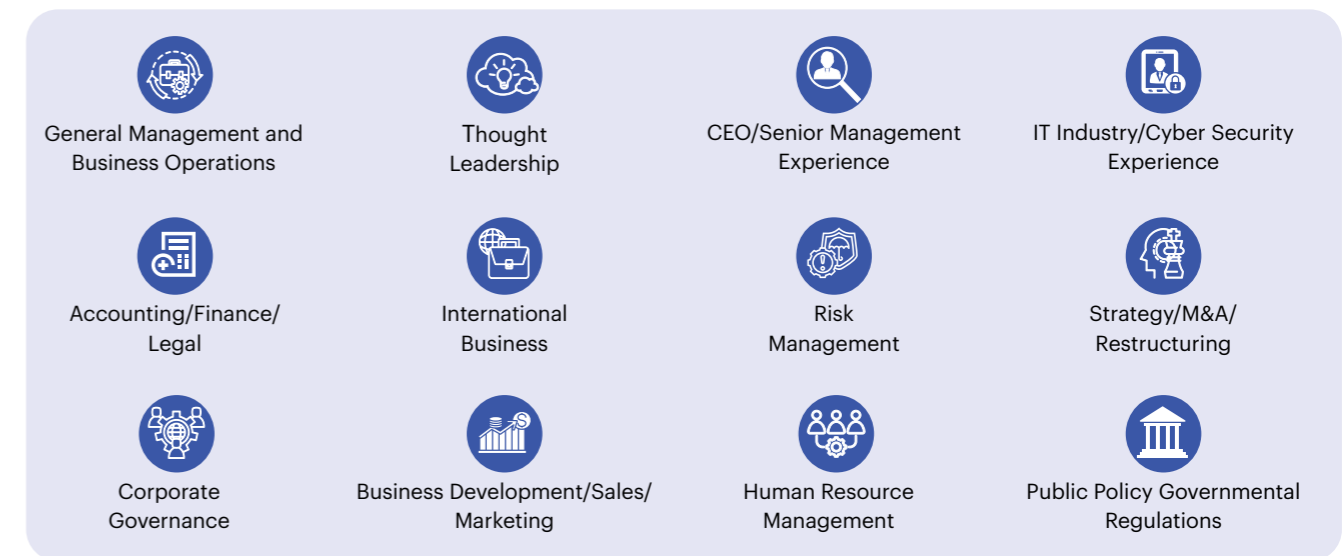 General Management and
Business Operations
Thought
Leadership
CEO/Senior Management
Experience
IT Industry/Cyber Security
Experience
Accounting/Finance/
Legal
International
Business
Risk
Management
Strategy/M&A/
Restructuring
Corporate
Governance
Business Development/Sales/
Marketing
Human Resource
Management
Public Policy Governmental
Regulations